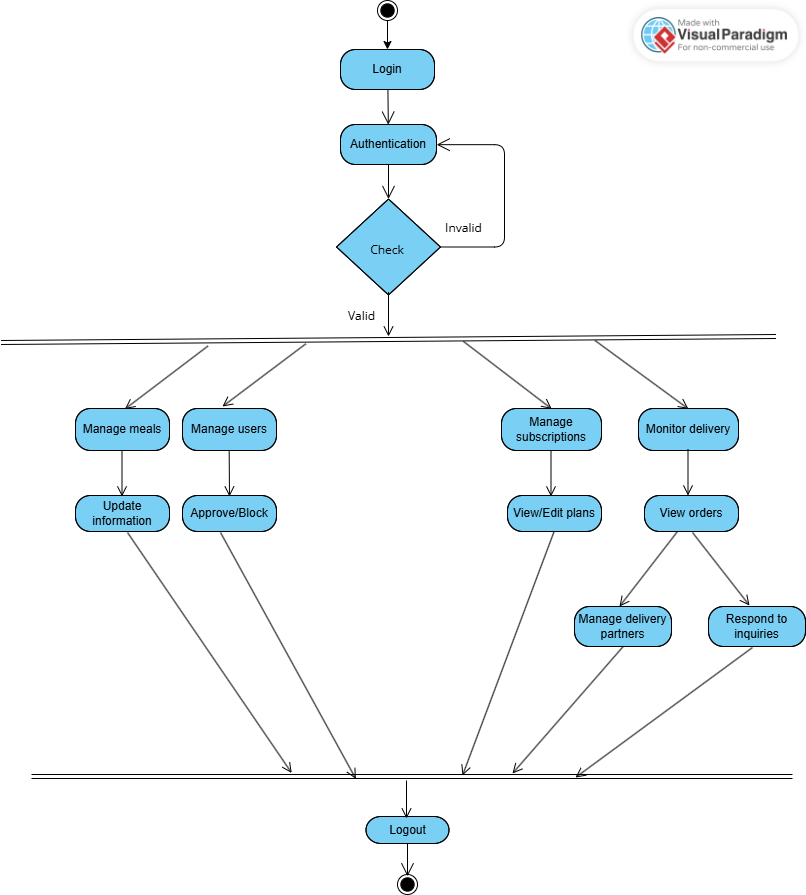 Made with
Visual Paradigm
For non-commercial use
Login
Authentication
Invalid
Check
Valid
Manage meals
Manage users
Manage
subscriptions
Monitor delivery
Update
information
Approve/Block
View/Edit plans
View orders
Manage delivery
partners
Respond to
inquiries
Logout